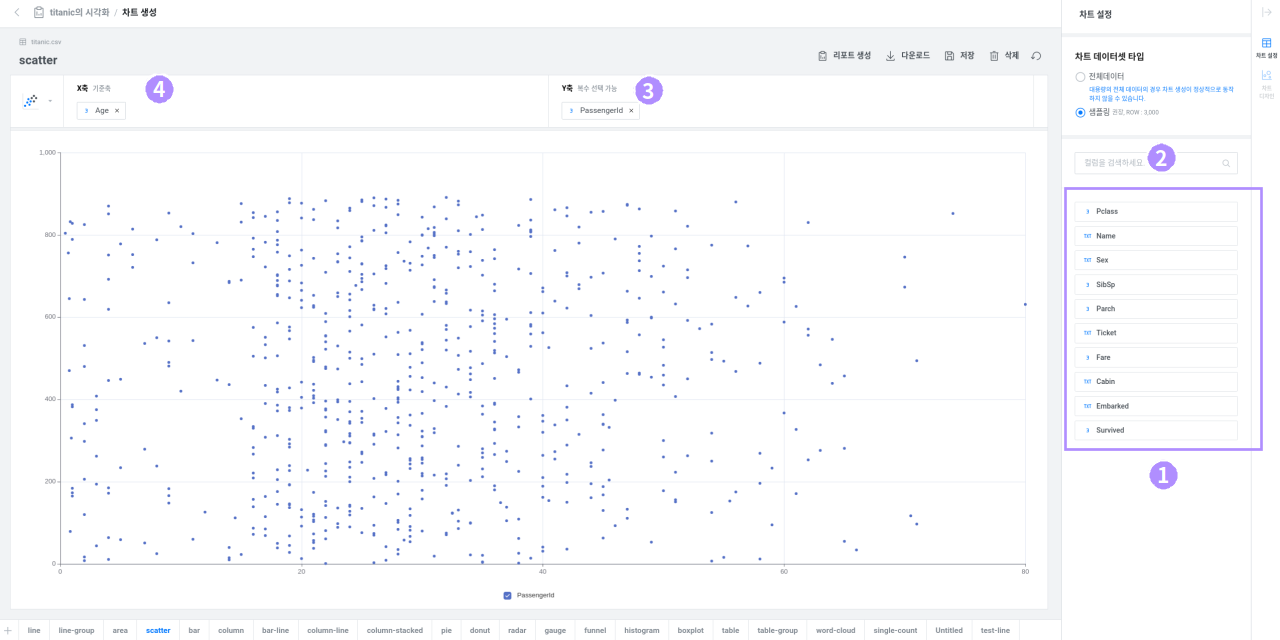 titanic의 시각화 / 차트 생성
titanic.csv
scatter
리포트 생성 다운로드 저장 삭제
X축 기준축
4
3 Age ×
Y축 복수 선택 가능
3
3 PassengerId ×
1,000
800
600
400
200
0
0 20 40 60 80
PassengerId
+ line line-group area scatter bar column bar-line column-line column-stacked pie donut radar gauge funnel histogram boxplot table table-group word-cloud single-count Untitled test-line
차트 설정
차트 데이터셋 타입
전체데이터
대용량의 전체 데이터의 경우 차트 생성이 정상적으로 동작
하지 않을 수 있습니다.
샘플링 권장, ROW : 3,000
컬럼을 검색하세요.
2
3 Pclass
TXT Name
TXT Sex
3 SibSp
3 Parch
TXT Ticket
3 Fare
TXT Cabin
TXT Embarked
3 Survived
1
차트 설정
차트
디자인